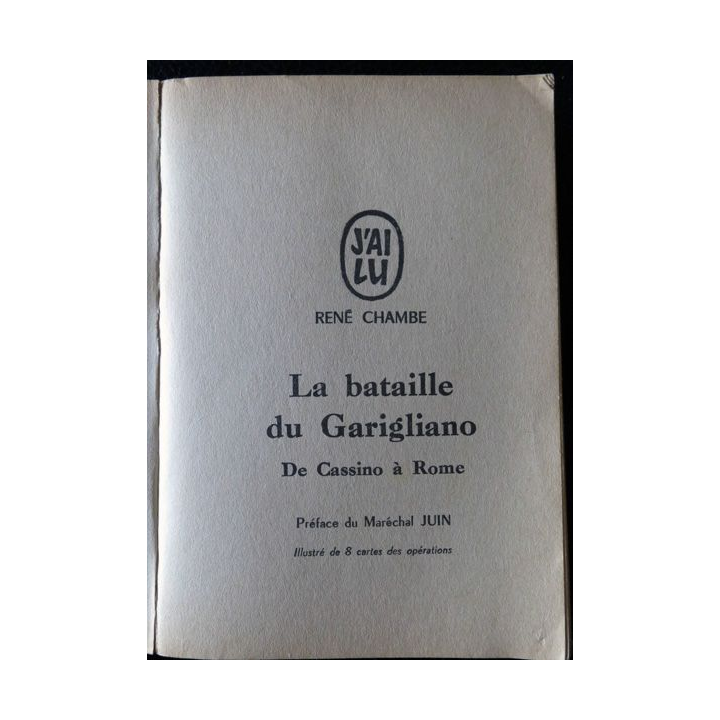 J'AI
LU
RENÉ CHAMBE
La bataille
du Garigliano
De Cassino à Rome
Préface du Maréchal JUIN
Illustré de 8 cartes des opérations